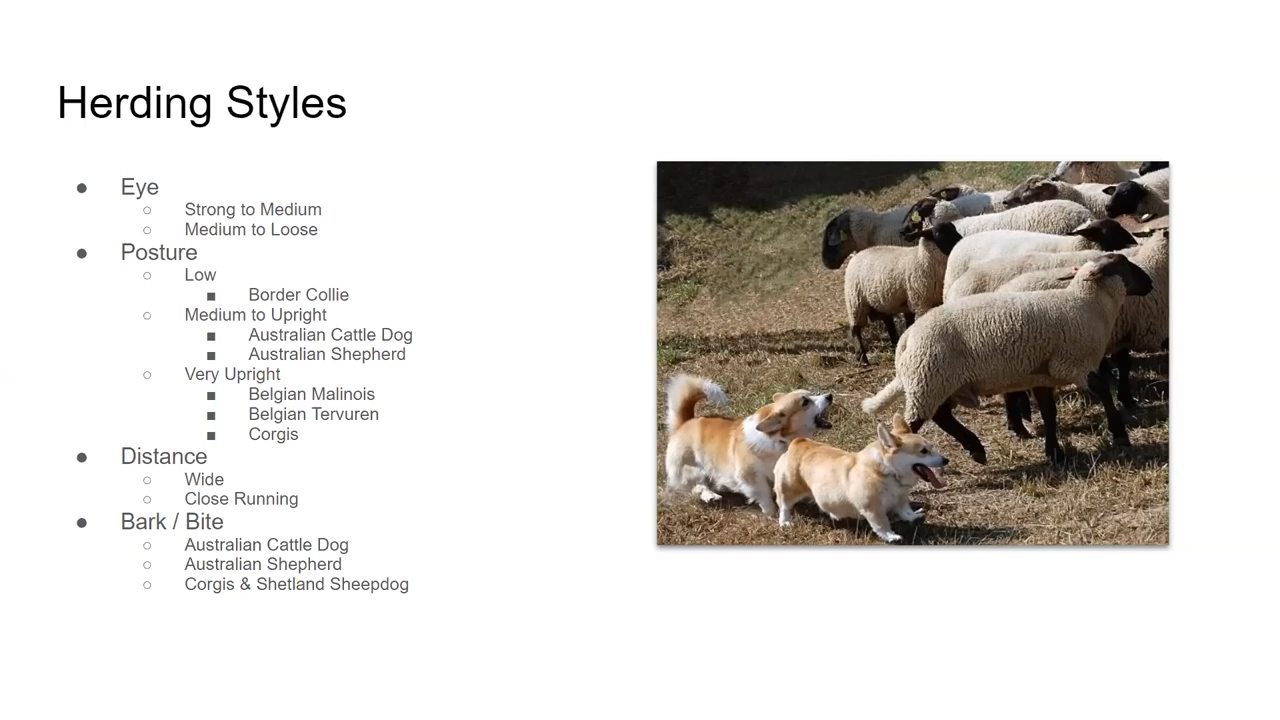 Herding Styles
● Eye
○ Strong to Medium
○ Medium to Loose
● Posture
○ Low
■ Border Collie
○ Medium to Upright
■ Australian Cattle Dog
■ Australian Shepherd
○ Very Upright
■ Belgian Malinois
■ Belgian Tervuren
■ Corgis
● Distance
○ Wide
○ Close Running
● Bark / Bite
○ Australian Cattle Dog
○ Australian Shepherd
○ Corgis & Shetland Sheepdog